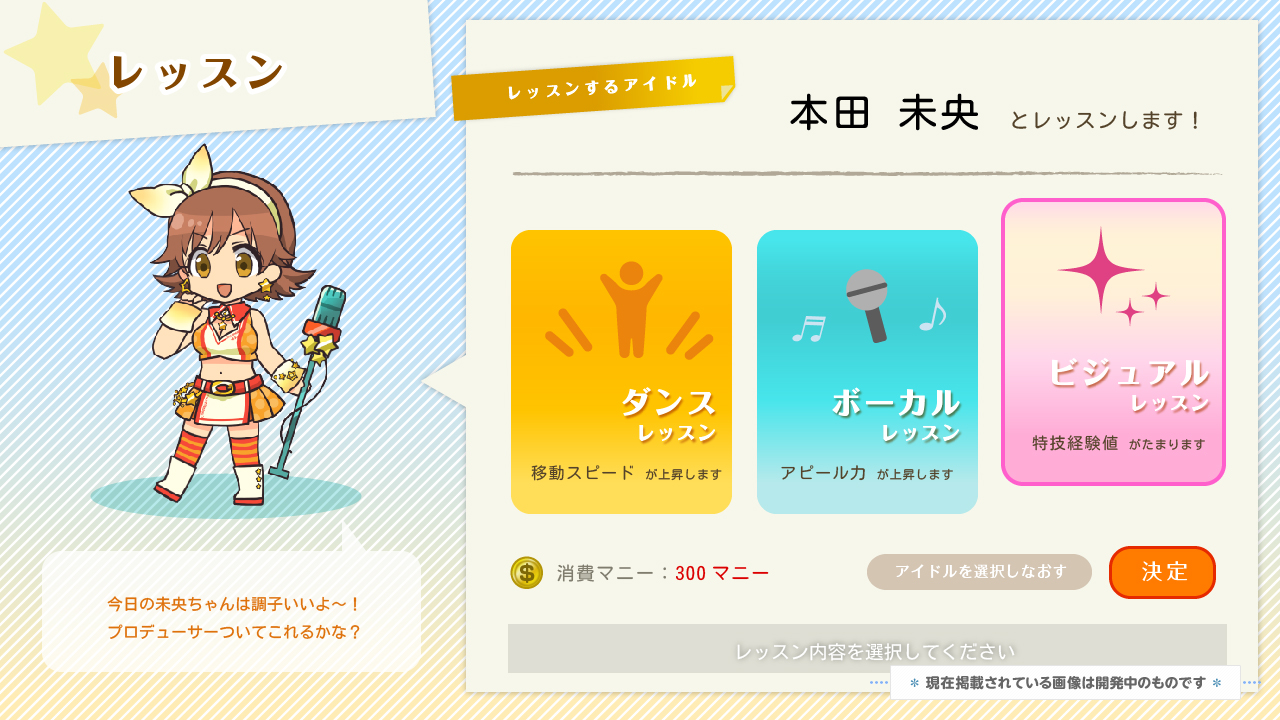 レッスン
レッスンするアイドル
本田 未央 とレッスンします！
ダンス
レッスン
移動スピード が上昇します
ボーカル
レッスン
アピール力 が上昇します
ビジュアル
レッスン
特技経験値 がたまります
今日の未央ちゃんは調子いいよ～！
プロデューサーついてこれるかな？
消費マニー：300 マニー
アイドルを選択しなおす
決定
レッスン内容を選択してください
＊ 現在掲載されている画像は開発中のものです ＊